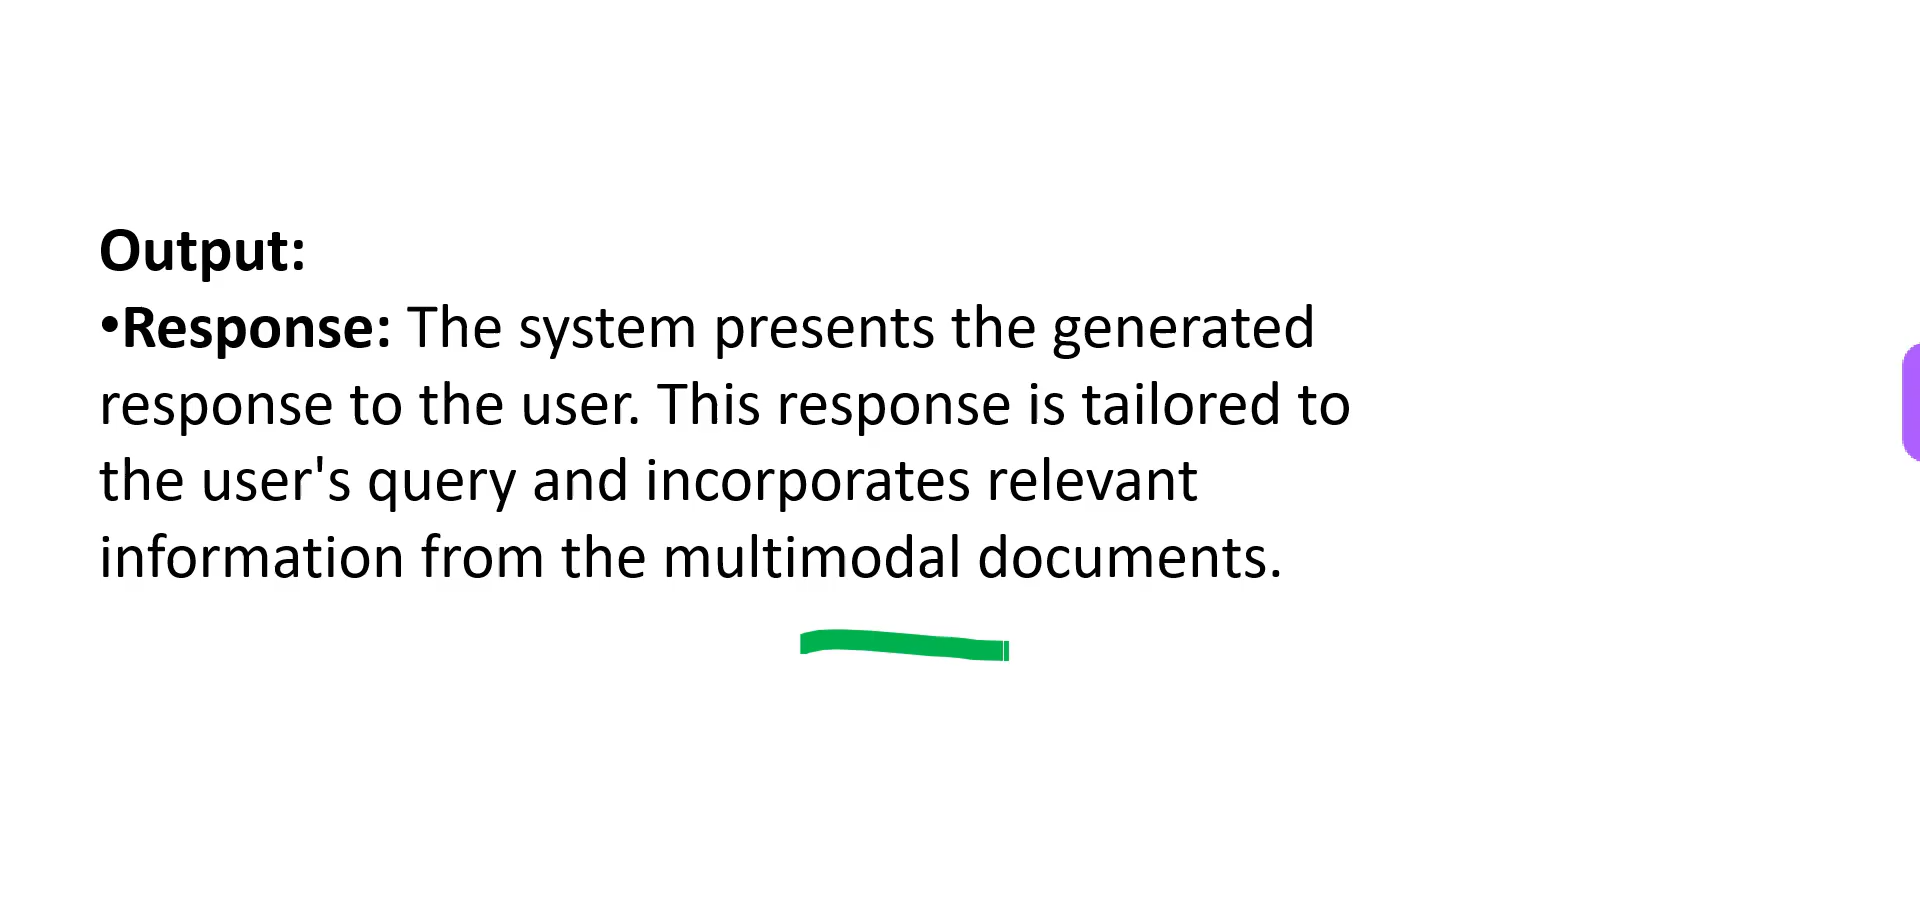 Output:
•Response: The system presents the generated
response to the user. This response is tailored to
the user's query and incorporates relevant
information from the multimodal documents.